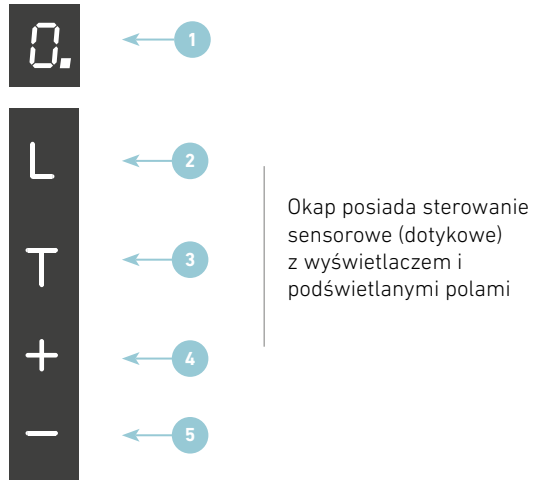 0.
1
L
2
T
3
+
4
−
5
Okap posiada sterowanie
sensorowe (dotykowe)
z wyświetlaczem i
podświetlanymi polami